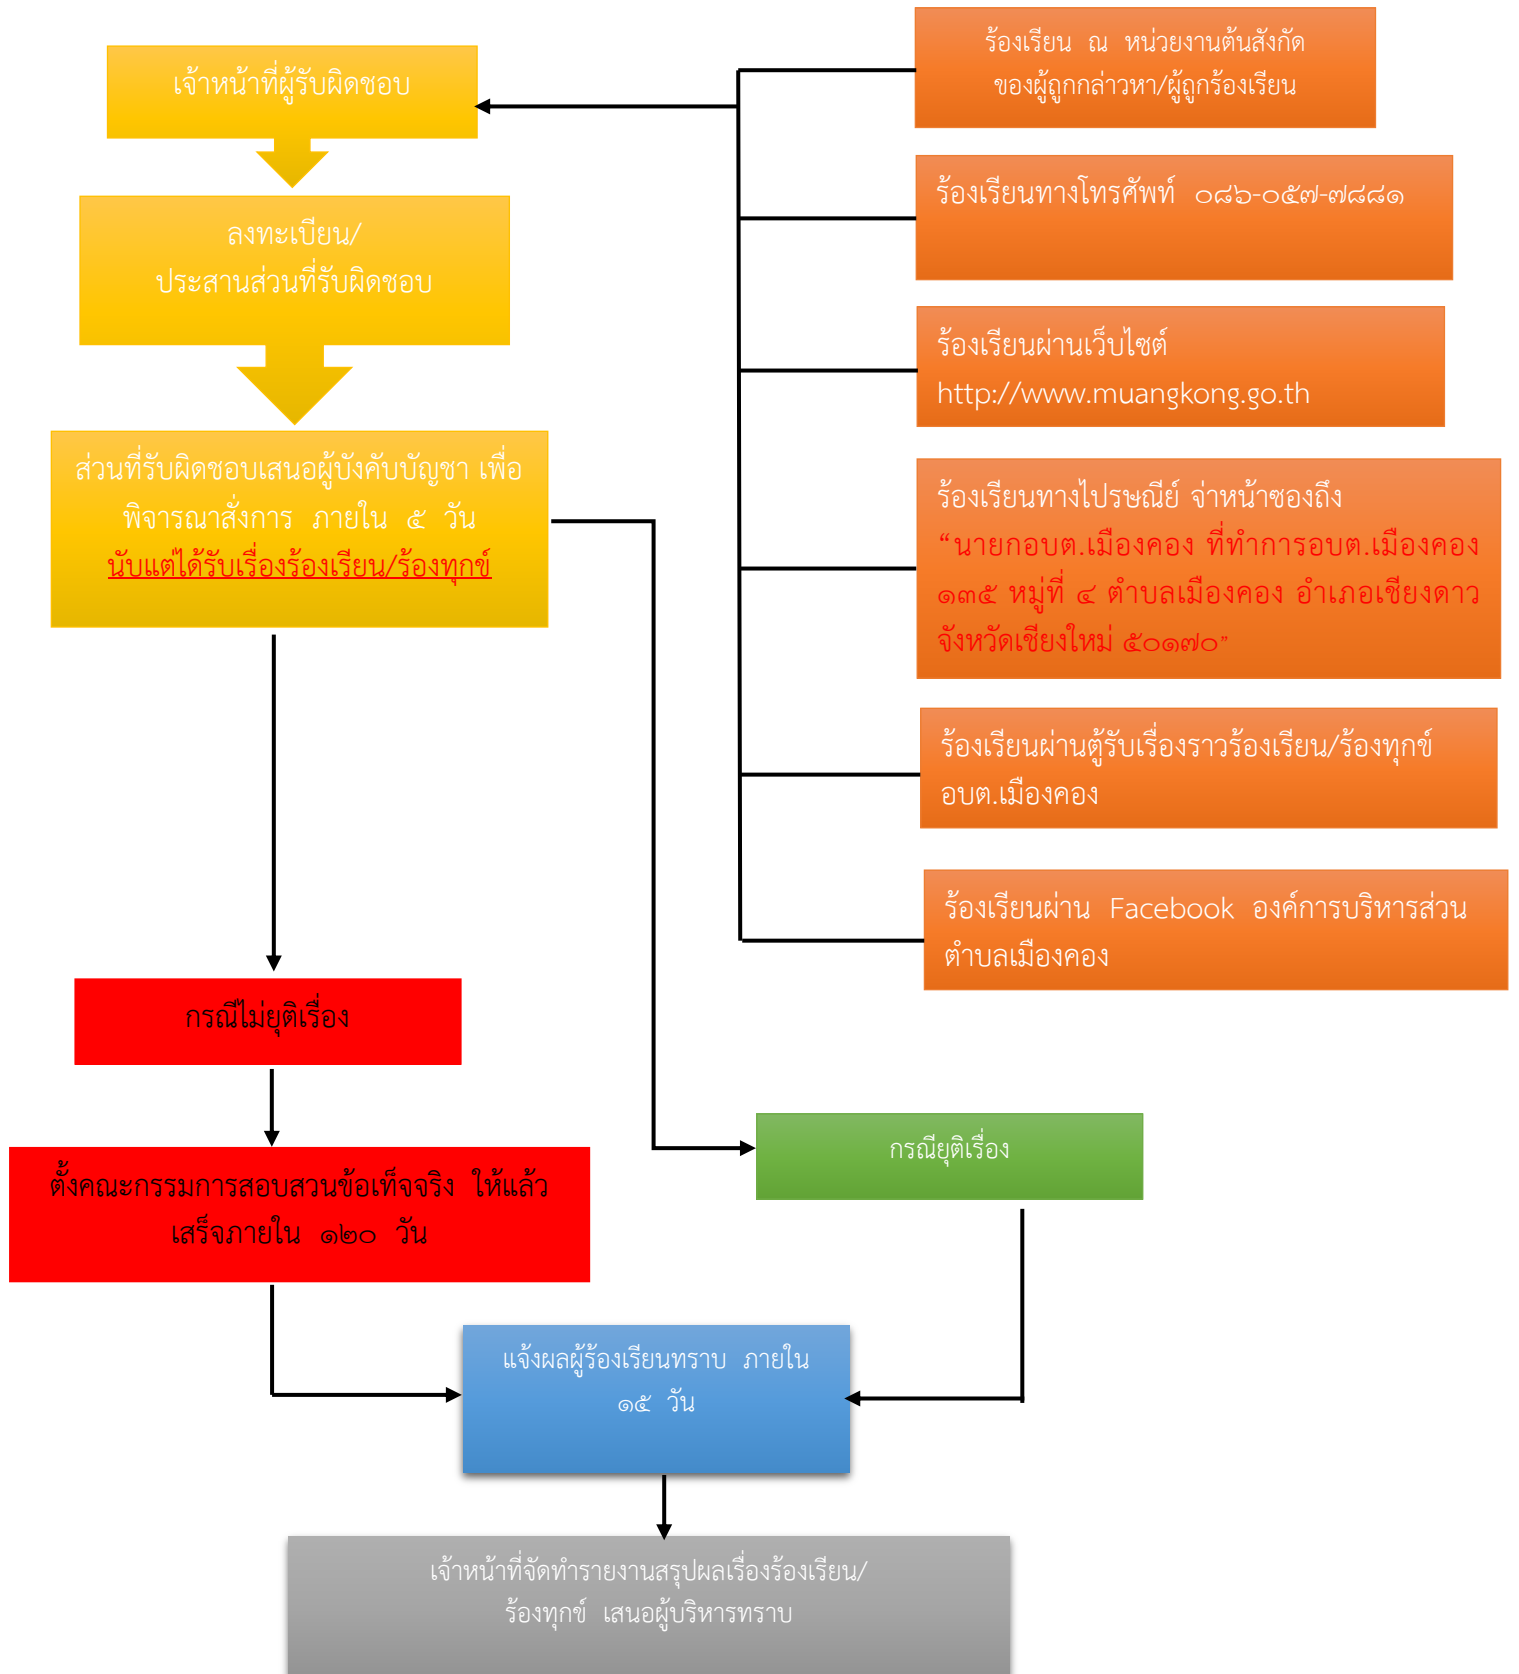 เจ้าหน้าที่ผู้รับผิดชอบ
ลงทะเบียน/
ประสานส่วนที่รับผิดชอบ
ส่วนที่รับผิดชอบเสนอผู้บังคับบัญชา เพื่อ
พิจารณาสั่งการ ภายใน ๕ วัน
นับแต่ได้รับเรื่องร้องเรียน/ร้องทุกข์
ร้องเรียน ณ หน่วยงานต้นสังกัด
ของผู้ถูกกล่าวหา/ผู้ถูกร้องเรียน
ร้องเรียนทางโทรศัพท์ ๐๘๖-๐๕๗-๗๘๘๑
ร้องเรียนผ่านเว็บไซต์
http://www.muangkong.go.th
ร้องเรียนทางไปรษณีย์ จ่าหน้าซองถึง
“นายกอบต.เมืองคอง ที่ทำการอบต.เมืองคอง
๑๓๕ หมู่ที่ ๔ ตำบลเมืองคอง อำเภอเชียงดาว
จังหวัดเชียงใหม่ ๕๐๑๗๐”
ร้องเรียนผ่านตู้รับเรื่องราวร้องเรียน/ร้องทุกข์
อบต.เมืองคอง
ร้องเรียนผ่าน Facebook องค์การบริหารส่วน
ตำบลเมืองคอง
กรณีไม่ยุติเรื่อง
ตั้งคณะกรรมการสอบสวนข้อเท็จจริง ให้แล้ว
เสร็จภายใน ๑๒๐ วัน
กรณียุติเรื่อง
แจ้งผลผู้ร้องเรียนทราบ ภายใน
๑๕ วัน
เจ้าหน้าที่จัดทำรายงานสรุปผลเรื่องร้องเรียน/
ร้องทุกข์ เสนอผู้บริหารทราบ